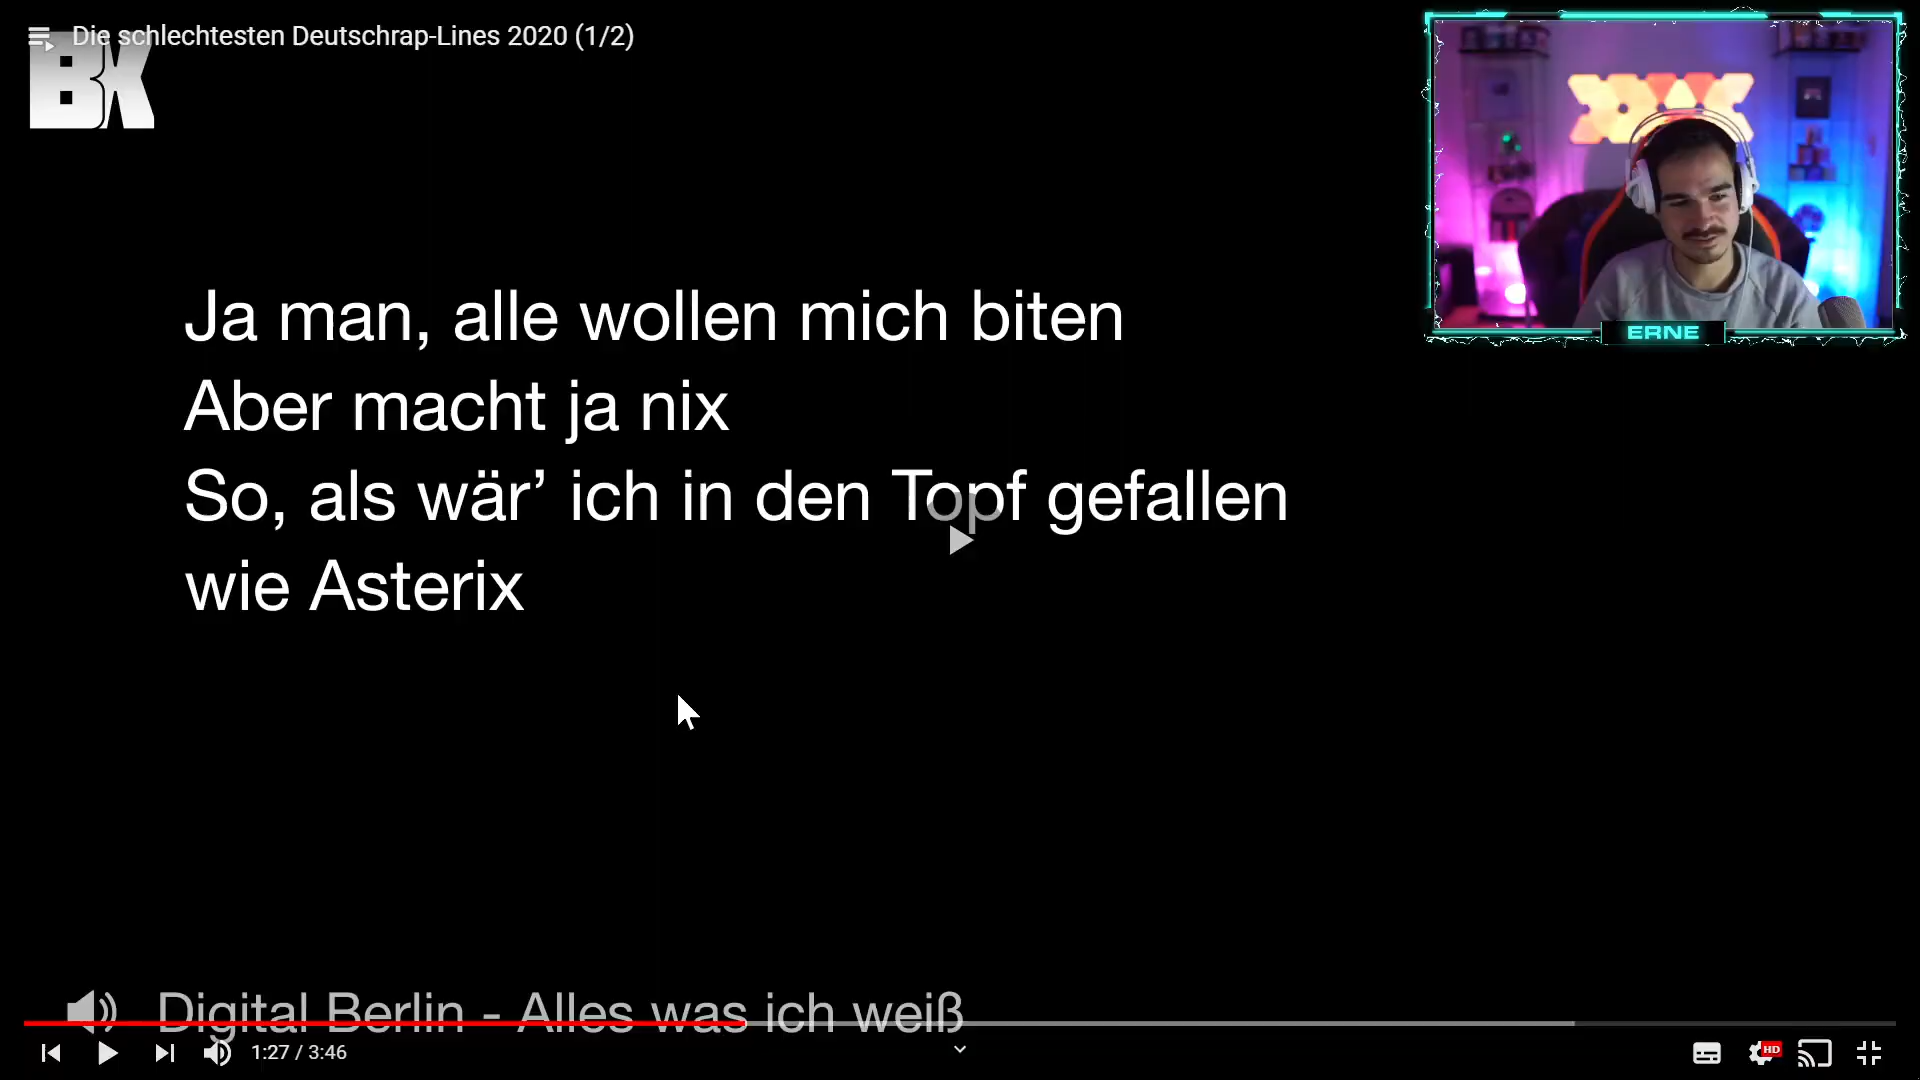 Die schlechtesten Deutschrap-Lines 2020 (1/2)
BK
ERNE
Ja man, alle wollen mich biten
Aber macht ja nix
So, als wär’ ich in den Topf gefallen
wie Asterix
Digital Berlin - Alles was ich weiß
1:27 / 3:46
HD